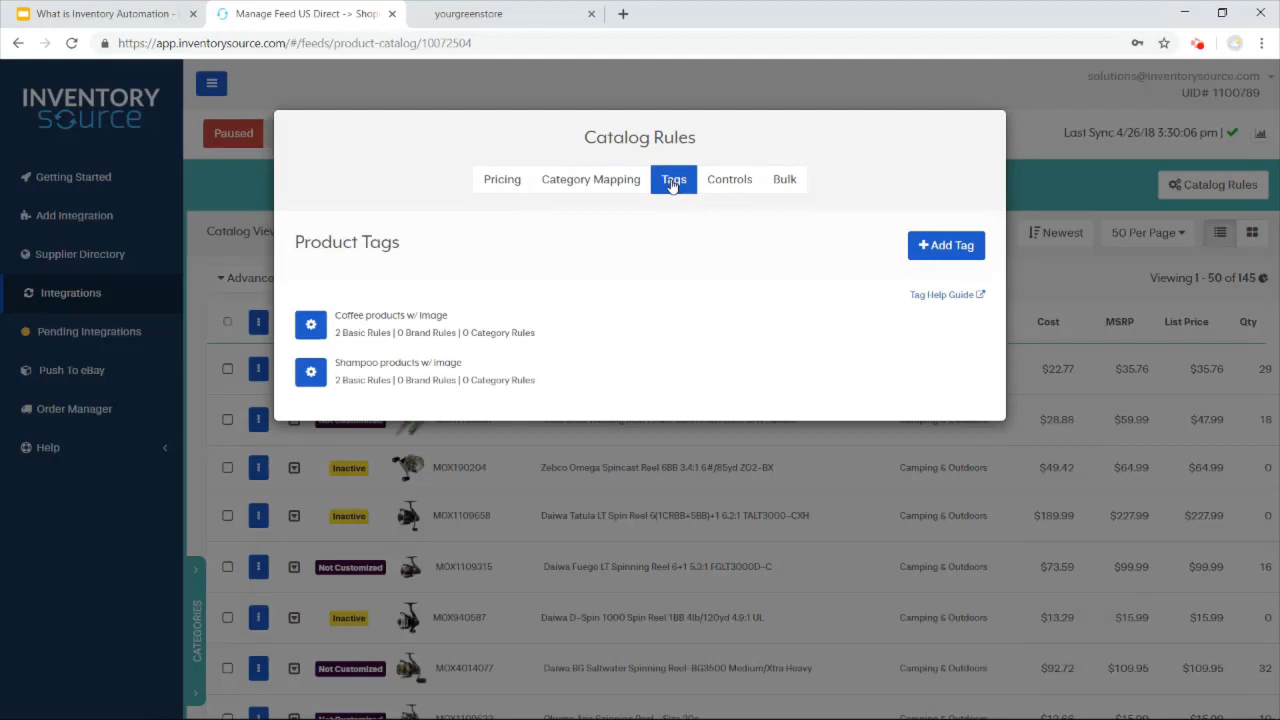 What is Inventory Automation -
Manage Feed US Direct -> Shop
yourgreenstore
https://app.inventorysource.com/#/feeds/product-catalog/10072504
INVENTORY
source
solutions@inventorysource.com
UID#: 1100789
Paused
Last Sync 4/26/18 3:30:06 pm |
Catalog Rules
Getting Started
Add Integration
Supplier Directory
Integrations
Pending Integrations
Push To eBay
Order Manager
Help
Catalog Rules
Pricing
Category Mapping
Tags
Controls
Bulk
Product Tags
Add Tag
Tag Help Guide
Coffee products w/ image
2 Basic Rules | 0 Brand Rules | 0 Category Rules
Shampoo products w/ image
2 Basic Rules | 0 Brand Rules | 0 Category Rules
Catalog View
Newest
50 Per Page
Advance
Viewing 1 - 50 of 145
Cost MSRP List Price Qty
$22.77 $35.76 $35.76 29
Not Customized $28.88 $59.99 $47.99 18
Inactive MOX190204 Zebco Omega Spincast Reel 6BB 3.4:1 6#/85yd ZO2-BX Camping & Outdoors $49.42 $64.99 $64.99 0
Inactive MOX1109658 Daiwa Tatula LT Spin Reel 6(1CRBB+5BB)+1 6.2:1 TALT3000-CXH Camping & Outdoors $189.99 $227.99 $227.99 0
Not Customized MOX1109315 Daiwa Fuego LT Spinning Reel 6+1 5.3:1 FGLT3000D-C Camping & Outdoors $73.59 $99.99 $99.99 16
Inactive MOX940587 Daiwa D-Spin 1000 Spin Reel 1BB 4lb/120yd 4.9:1 UL Camping & Outdoors $13.29 $15.99 $15.99 0
Not Customized MOX4014077 Daiwa BG Saltwater Spinning Reel-BG3500 Medium/Xtra Heavy Camping & Outdoors $92.72 $109.95 $109.95 32
CATEGORIES